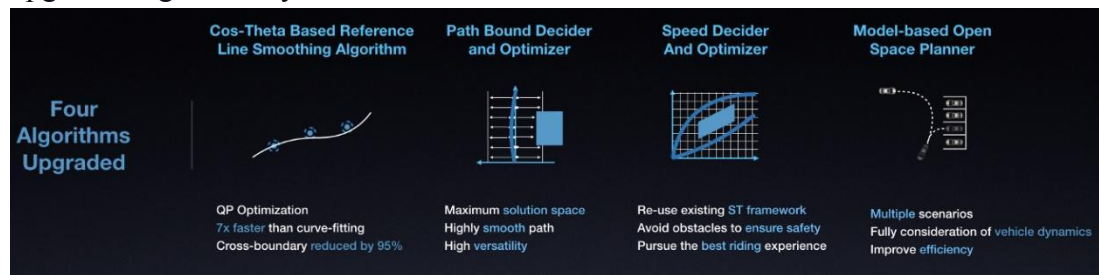 Four
Algorithms
Upgraded
Cos-Theta Based Reference
Line Smoothing Algorithm
QP Optimization
7x faster than curve-fitting
Cross-boundary reduced by 95%
Path Bound Decider
and Optimizer
Maximum solution space
Highly smooth path
High versatility
Speed Decider
And Optimizer
Re-use existing ST framework
Avoid obstacles to ensure safety
Pursue the best riding experience
Model-based Open
Space Planner
Multiple scenarios
Fully consideration of vehicle dynamics
Improve efficiency